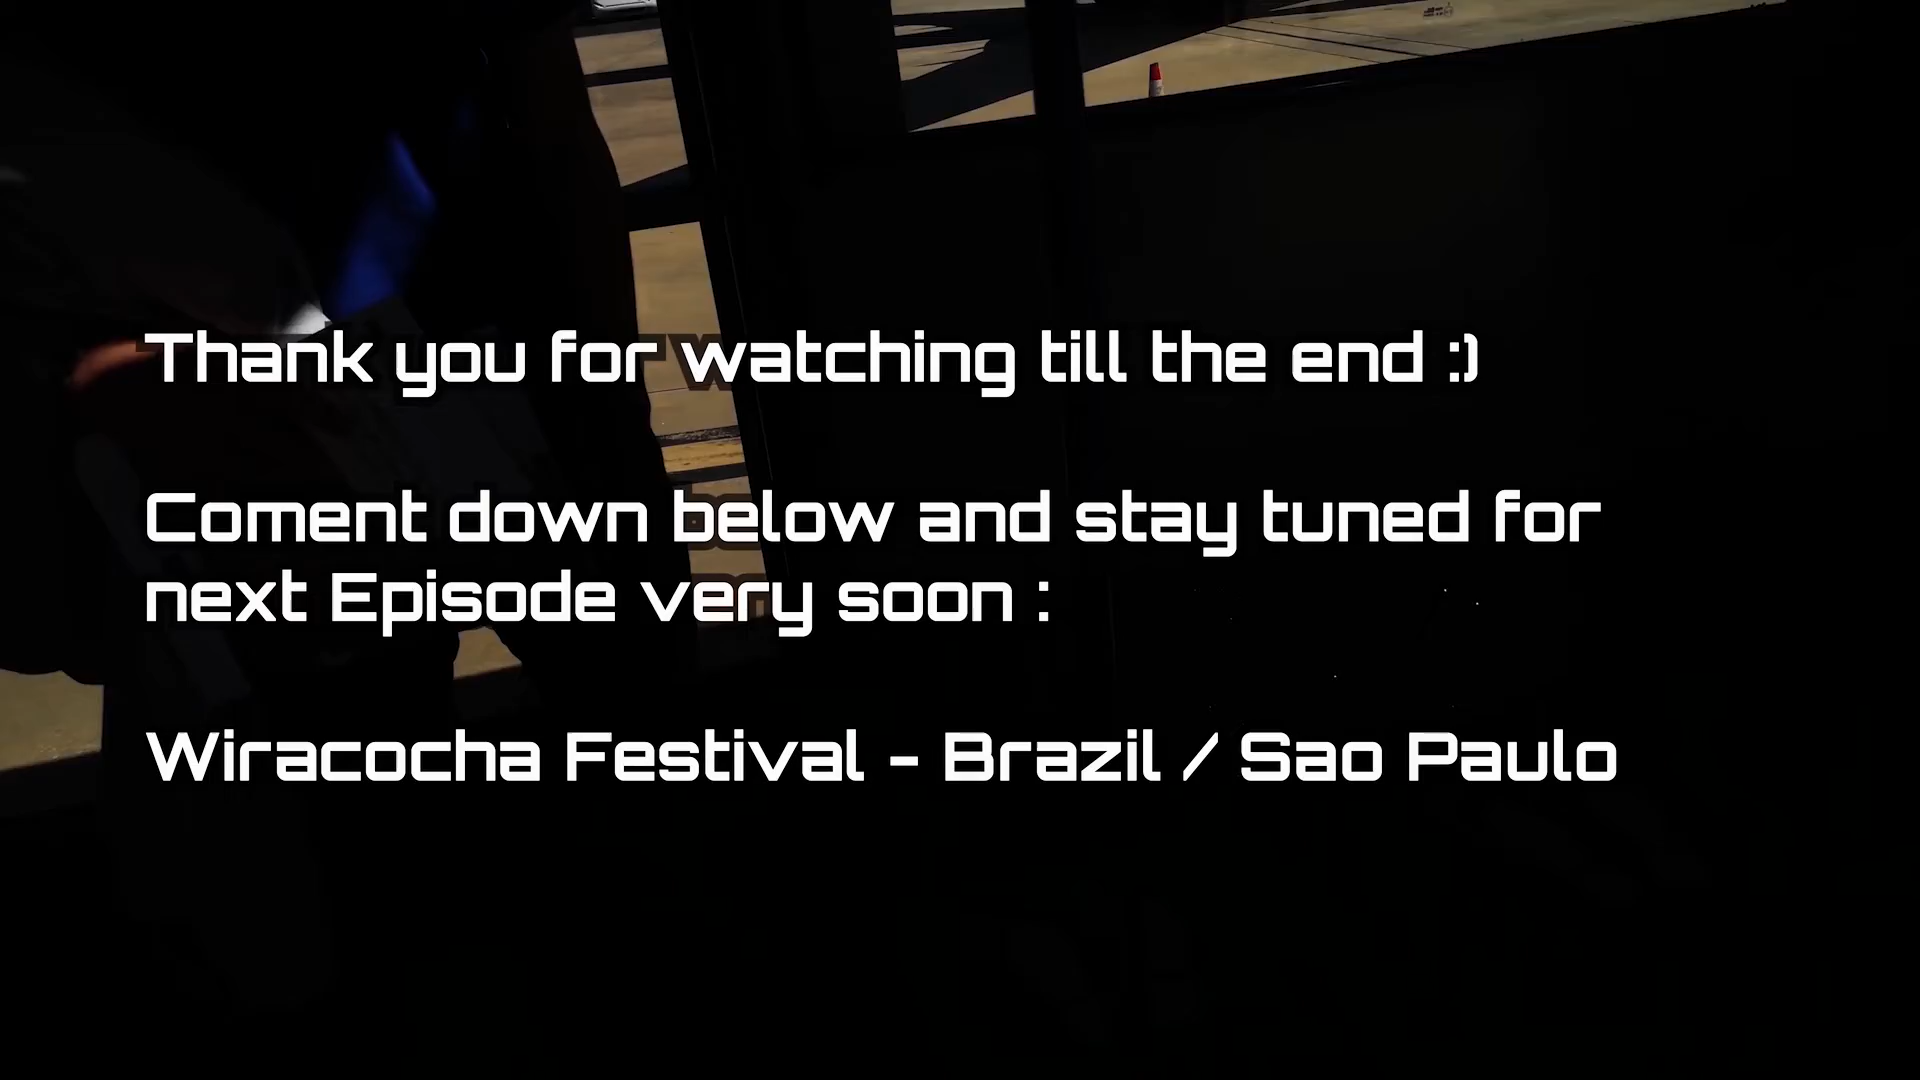 Thank you for watching till the end :)
Coment down below and stay tuned for
next Episode very soon :
Wiracocha Festival - Brazil / Sao Paulo